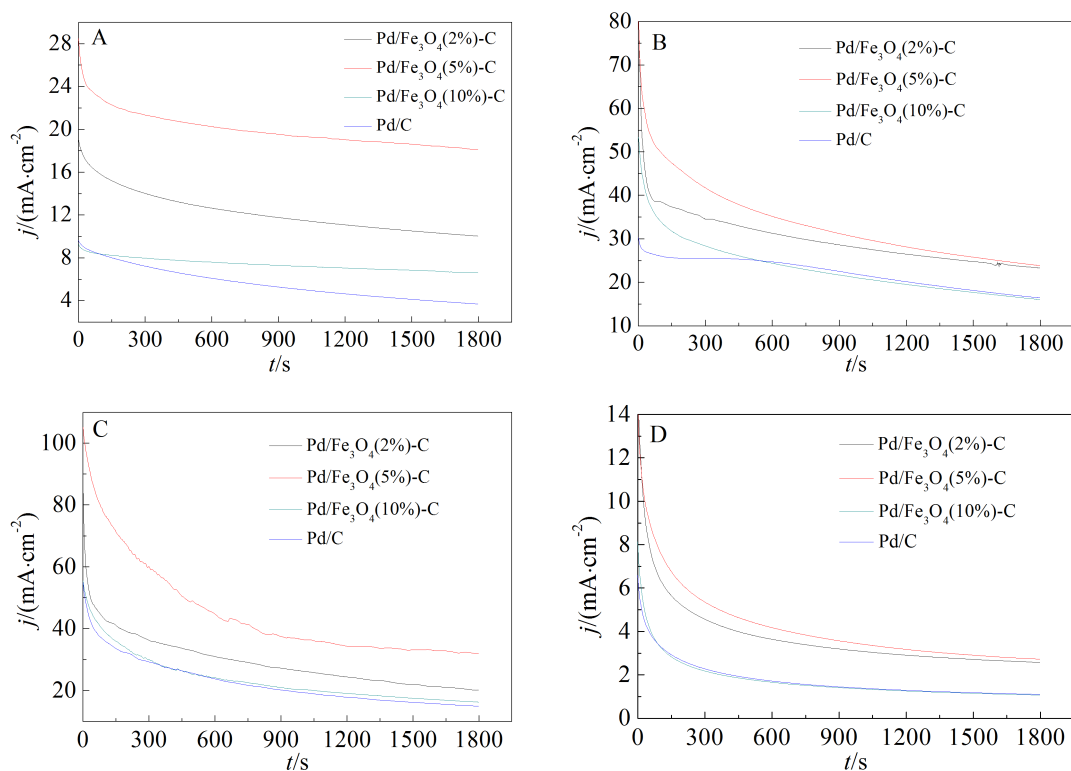 A
Pd/Fe₃O₄(2%)-C
Pd/Fe₃O₄(5%)-C
Pd/Fe₃O₄(10%)-C
Pd/C
28
24
20
16
12
8
4
j/(mA·cm⁻²)
0 300 600 900 1200 1500 1800
t/s
B
Pd/Fe₃O₄(2%)-C
Pd/Fe₃O₄(5%)-C
Pd/Fe₃O₄(10%)-C
Pd/C
80
70
60
50
40
30
20
10
j/(mA·cm⁻²)
0 300 600 900 1200 1500 1800
t/s
C
Pd/Fe₃O₄(2%)-C
Pd/Fe₃O₄(5%)-C
Pd/Fe₃O₄(10%)-C
Pd/C
100
80
60
40
20
j/(mA·cm⁻²)
0 300 600 900 1200 1500 1800
t/s
D
Pd/Fe₃O₄(2%)-C
Pd/Fe₃O₄(5%)-C
Pd/Fe₃O₄(10%)-C
Pd/C
14
12
10
8
6
4
2
0
j/(mA·cm⁻²)
0 300 600 900 1200 1500 1800
t/s